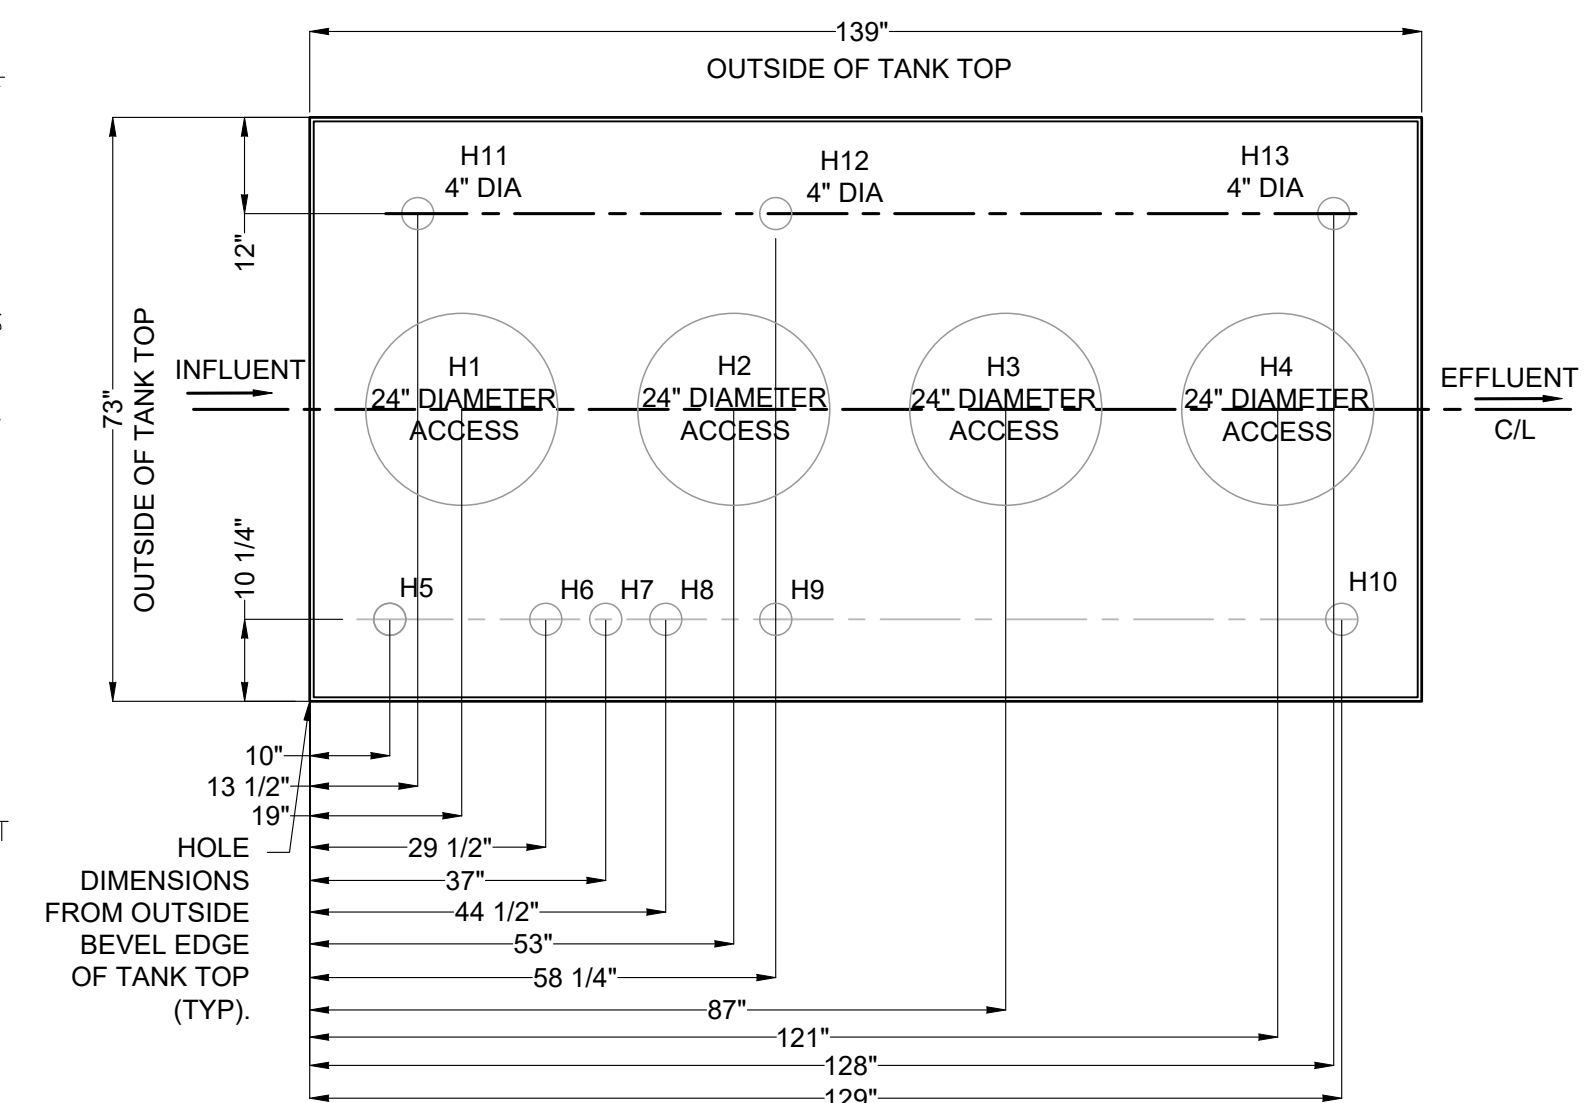 139"
OUTSIDE OF TANK TOP
H11
4" DIA
H12
4" DIA
H13
4" DIA
12"
73"
OUTSIDE OF TANK TOP
INFLUENT
H1
24" DIAMETER
ACCESS
H2
24" DIAMETER
ACCESS
H3
24" DIAMETER
ACCESS
H4
24" DIAMETER
ACCESS
EFFLUENT
C/L
10 1/4"
H5
H6
H7
H8
H9
H10
10"
13 1/2"
19"
29 1/2"
37"
44 1/2"
53"
58 1/4"
87"
121"
128"
129"
HOLE
DIMENSIONS
FROM OUTSIDE
BEVEL EDGE
OF TANK TOP
(TYP).